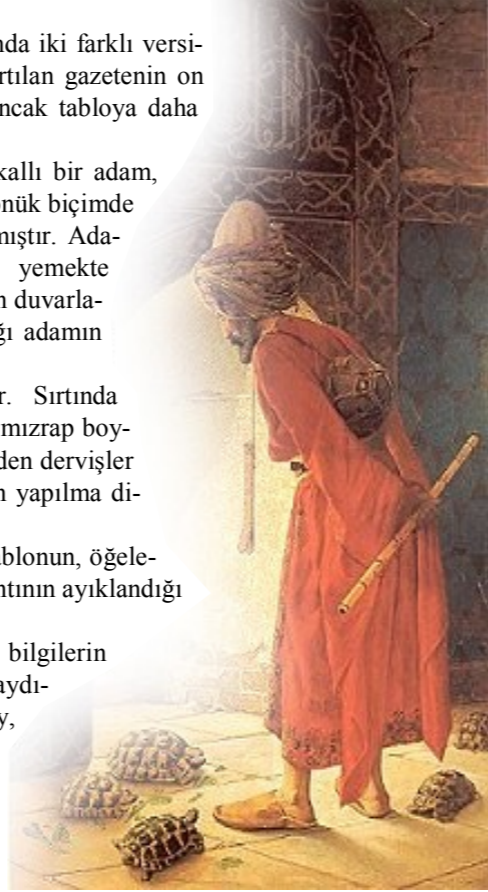 nda iki farklı versi-
rtılan gazetenin on
ncak tabloya daha
kallı bir adam,
önük biçimde
mıştır. Ada-
yemekte
n duvarla-
ğı adamın
r. Sırtında
mızrap boy-
den dervişler
n yapılma di-
ablonun, öğele-
ntının ayıklandığı
bilgilerin
aydı-
y,